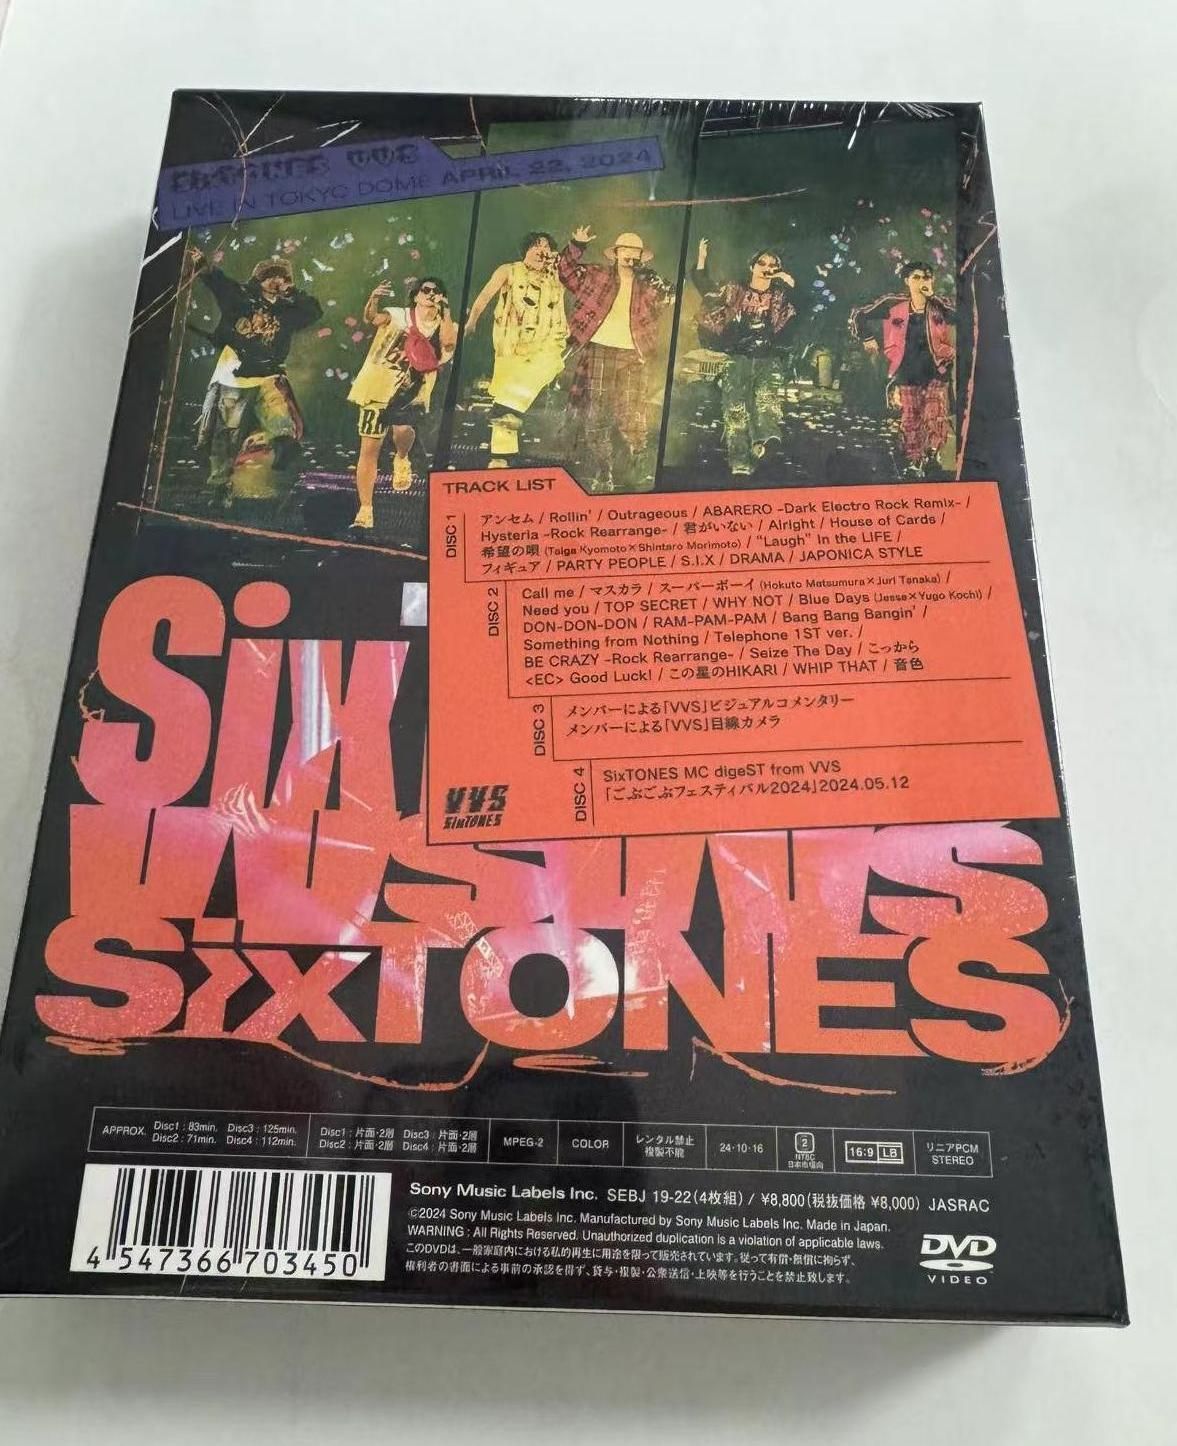 SixTONES VVS
LIVE IN TOKYO DOME APRIL 22, 2024
TRACK LIST
DISC 1
アンセム / Rollin' / Outrageous / ABARERO -Dark Electro Rock Remix- /
Hysteria -Rock Rearrange- / 君がいない / Alright / House of Cards /
希望の唄 (Taiga Kyomoto×Shintaro Morimoto) / "Laugh" In the LIFE /
フィギュア / PARTY PEOPLE / S.I.X / DRAMA / JAPONICA STYLE
DISC 2
Call me / マスカラ / スーパーボーイ (Hokuto Matsumura×Juri Tanaka) /
Need you / TOP SECRET / WHY NOT / Blue Days (Jesse×Yugo Kochi) /
DON-DON-DON / RAM-PAM-PAM / Bang Bang Bangin' /
Something from Nothing / Telephone 1ST ver. /
BE CRAZY -Rock Rearrange- / Seize The Day / こっから
<EC> Good Luck! / この星のHIKARI / WHIP THAT / 音色
DISC 3
メンバーによる「VVS」ビジュアルコメンタリー
メンバーによる「VVS」目線カメラ
DISC 4
SixTONES MC digeST from VVS
「ごぶごぶフェスティバル2024」2024.05.12
VVS
SixTONES
Six
VVS
SixTONES
APPROX. Disc1 : 83min. Disc3 : 125min.
Disc2 : 71min. Disc4 : 112min.
Disc1 : 片面・2層 Disc3 : 片面・2層
Disc2 : 片面・2層 Disc4 : 片面・2層
MPEG-2
COLOR
レンタル禁止
複製不能
24・10・16
2
NTSC
日本市場向
16:9 LB
リニアPCM
STEREO
4 547366 703450
Sony Music Labels Inc. SEBJ 19-22(4枚組) / ¥8,800(税抜価格 ¥8,000) JASRAC
©2024 Sony Music Labels Inc. Manufactured by Sony Music Labels Inc. Made in Japan.
WARNING : All Rights Reserved. Unauthorized duplication is a violation of applicable laws.
このDVDは、一般家庭内における私的再生に用途を限って販売されています。従って有償・無償に拘らず、
権利者の書面による事前の承認を得ず、貸与・複製・公衆送信・上映等を行うことを禁止致します。
DVD
VIDEO